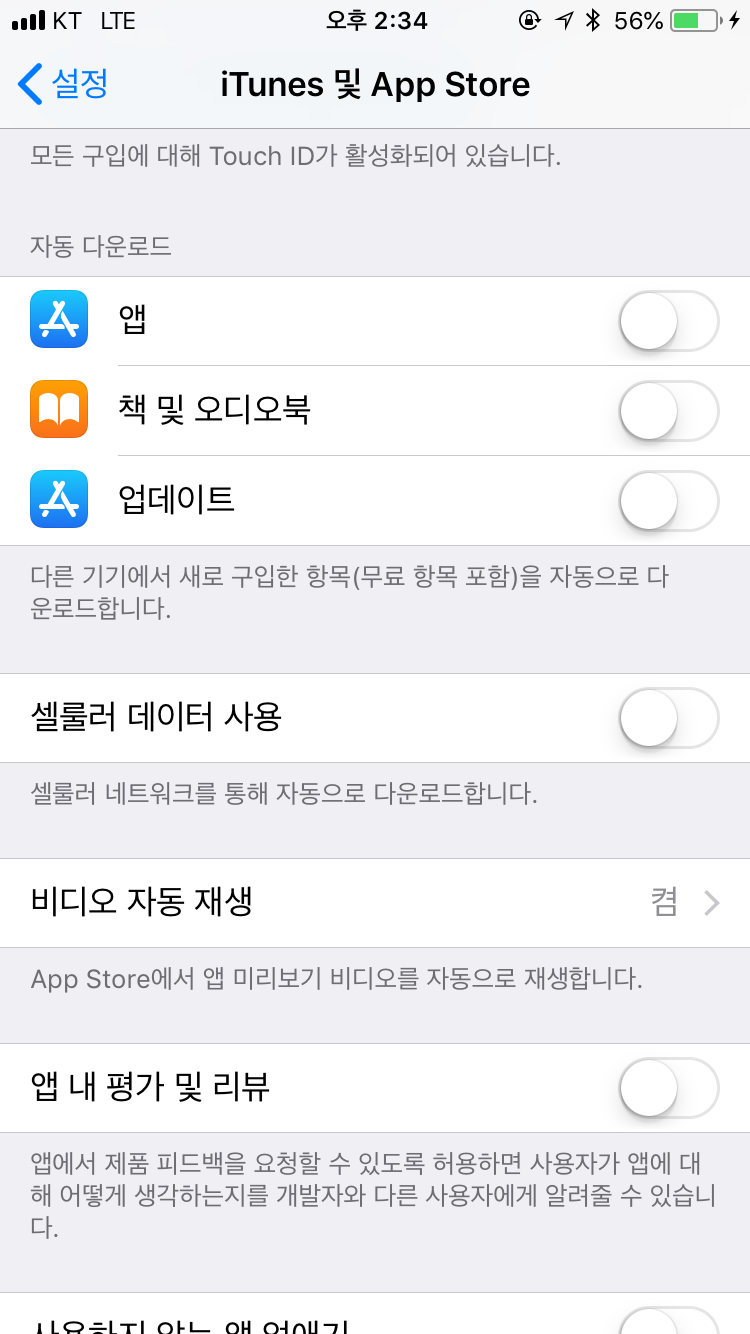 KT LTE 오후 2:34 56%
설정 iTunes 및 App Store
모든 구입에 대해 Touch ID가 활성화되어 있습니다.
자동 다운로드
앱
책 및 오디오북
업데이트
다른 기기에서 새로 구입한 항목(무료 항목 포함)을 자동으로 다
운로드합니다.
셀룰러 데이터 사용
셀룰러 네트워크를 통해 자동으로 다운로드합니다.
비디오 자동 재생 켬
App Store에서 앱 미리보기 비디오를 자동으로 재생합니다.
앱 내 평가 및 리뷰
앱에서 제품 피드백을 요청할 수 있도록 허용하면 사용자가 앱에 대
해 어떻게 생각하는지를 개발자와 다른 사용자에게 알려줄 수 있습니
다.
사용하지 않는 앱 없애기